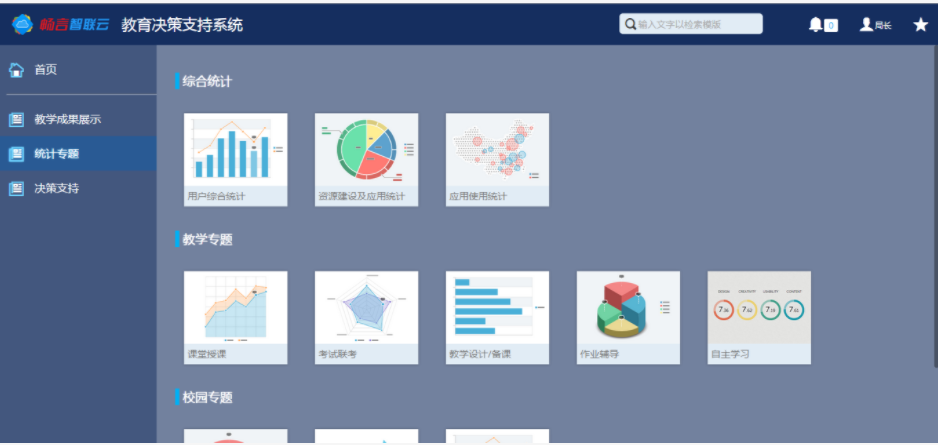 畅言智联云 教育决策支持系统
输入文字以检索模版
0
局长
首页
教学成果展示
统计专题
决策支持
综合统计
用户综合统计
资源建设及应用统计
应用使用统计
教学专题
课堂授课
考试联考
教学设计/备课
作业辅导
自主学习
校园专题